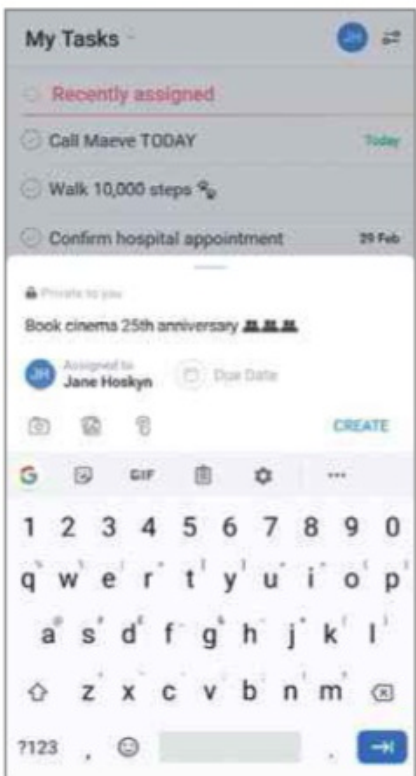 My Tasks
JH
Recently assigned
Call Maeve TODAY
Today
Walk 10,000 steps 👣
Confirm hospital appointment
29 Feb
Private to you
Book cinema 25th anniversary 👥👥👥
JH
Assigned to
Jane Hoskyn
Due Date
CREATE
G
GIF
...
1 2 3 4 5 6 7 8 9 0
q w e r t y u i o p
a s d f g h j k l
z x c v b n m
?123 , .